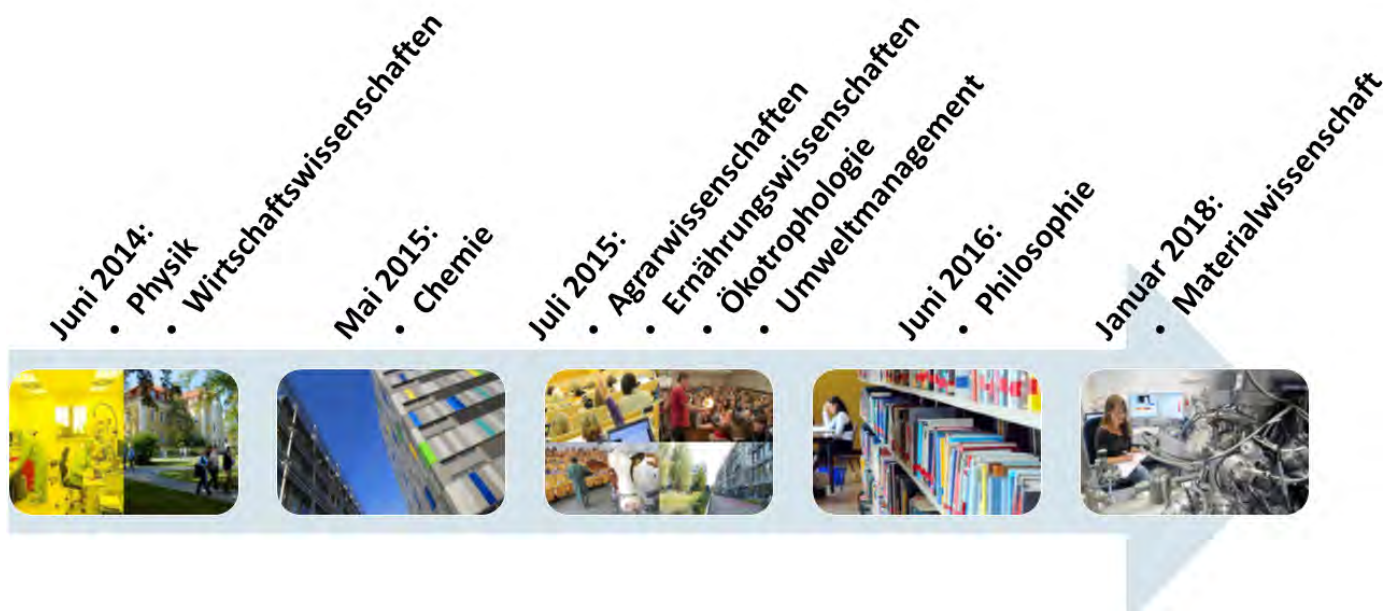 Juni 2014:
• Physik
• Wirtschaftswissenschaften
Mai 2015:
• Chemie
Juli 2015:
• Agrarwissenschaften
• Ernährungswissenschaften
• Ökotrophologie
• Umweltmanagement
Juni 2016:
• Philosophie
Januar 2018:
• Materialwissenschaft